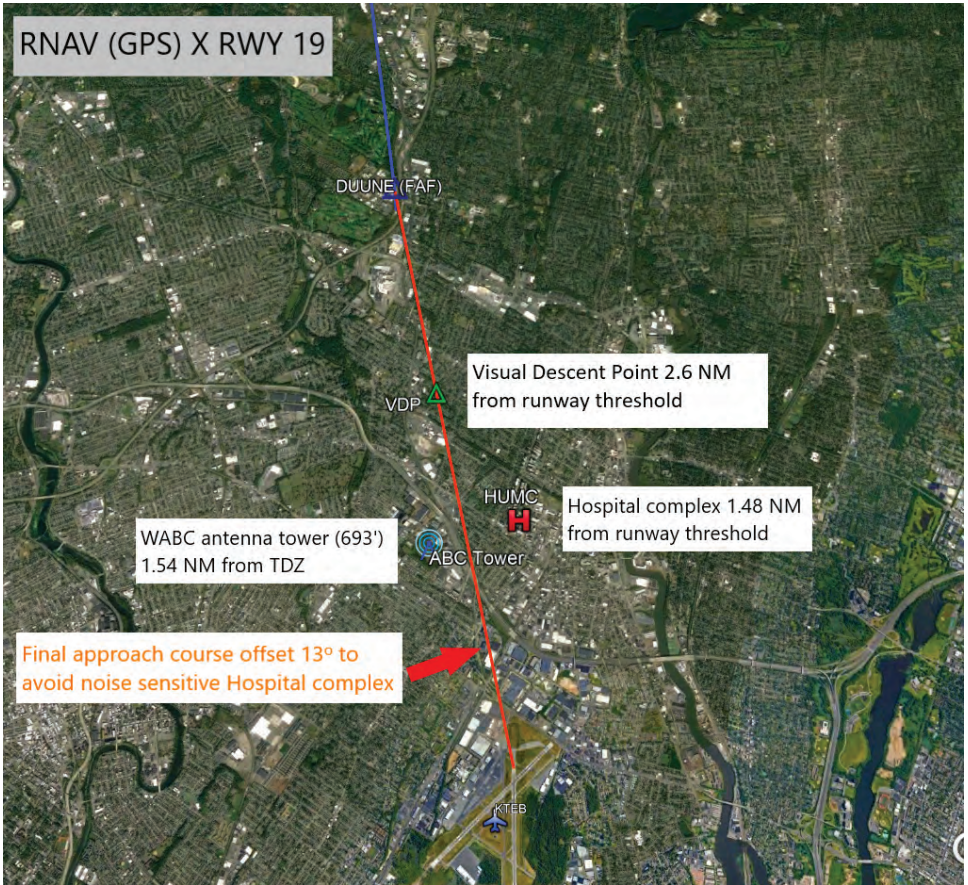 RNAV (GPS) X RWY 19
DUUNE (FAF)
Visual Descent Point 2.6 NM
from runway threshold
VDP
HUMC
Hospital complex 1.48 NM
from runway threshold
WABC antenna tower (693')
1.54 NM from TDZ
ABC Tower
Final approach course offset 13º to
avoid noise sensitive Hospital complex
KTEB